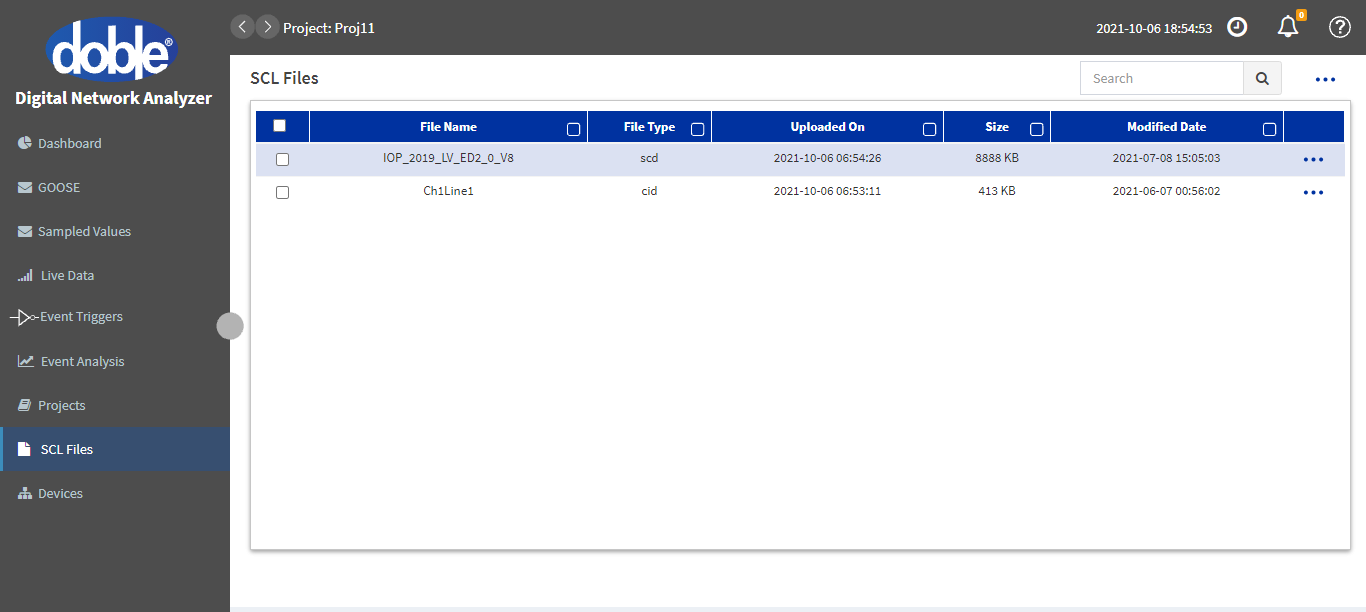 doble®
Digital Network Analyzer
Dashboard
GOOSE
Sampled Values
Live Data
Event Triggers
Event Analysis
Projects
SCL Files
Devices
Project: Proj11
2021-10-06 18:54:53
0
?
SCL Files
Search
File Name File Type Uploaded On Size Modified Date
IOP_2019_LV_ED2_0_V8 scd 2021-10-06 06:54:26 8888 KB 2021-07-08 15:05:03
Ch1Line1 cid 2021-10-06 06:53:11 413 KB 2021-06-07 00:56:02